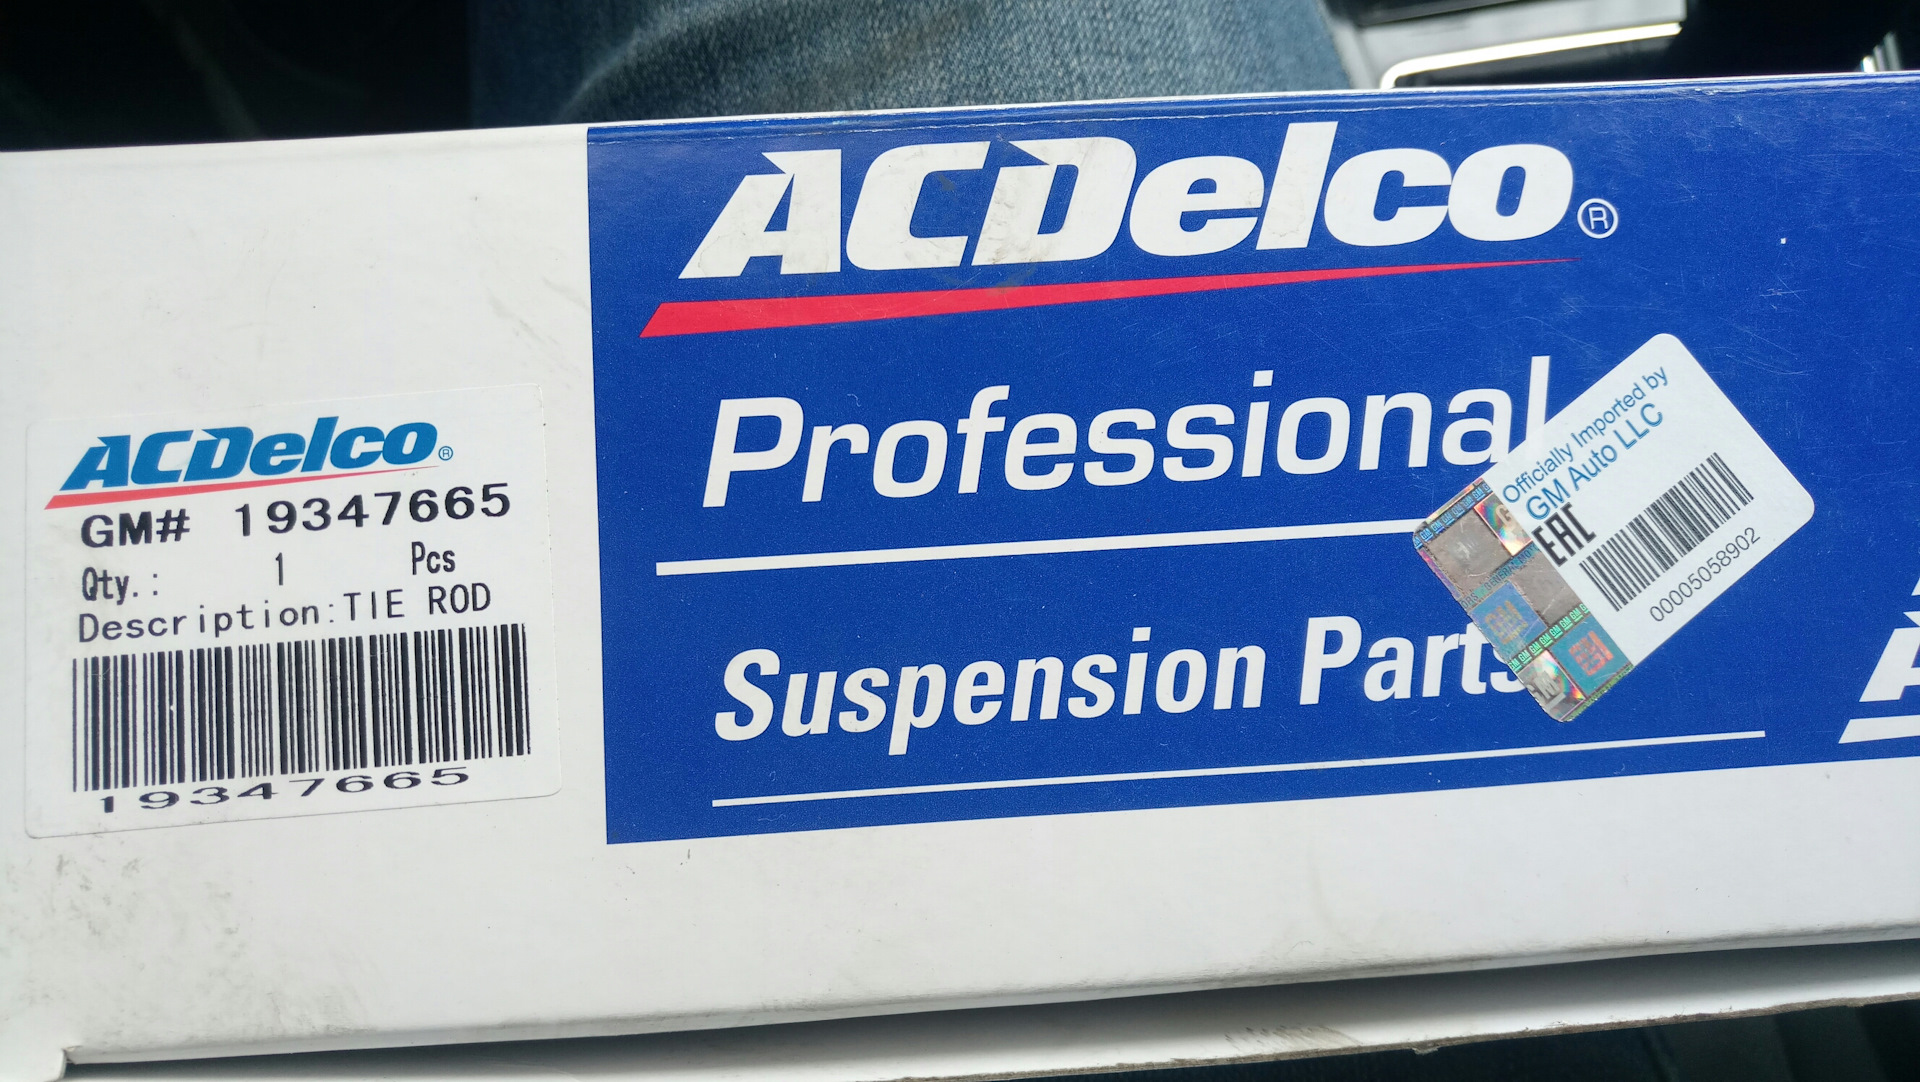 ACDelco®
GM# 19347665
Qty.: 1 Pcs
Description:TIE ROD
19347665
ACDelco®
Professional
Suspension Parts
Officially Imported by
GM Auto LLC
EAC
00005058902